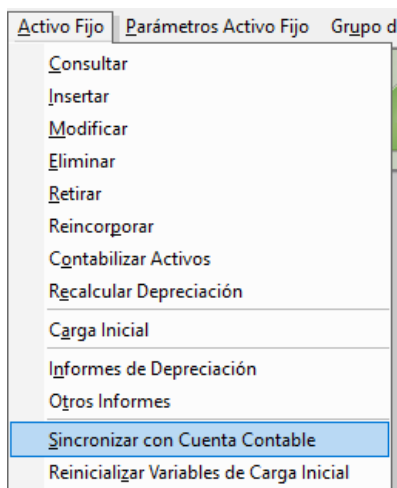 Activo Fijo Parámetros Activo Fijo Grupo d
Consultar
Insertar
Modificar
Eliminar
Retirar
Reincorporar
Contabilizar Activos
Recalcular Depreciación
Carga Inicial
Informes de Depreciación
Otros Informes
Sincronizar con Cuenta Contable
Reinicializar Variables de Carga Inicial